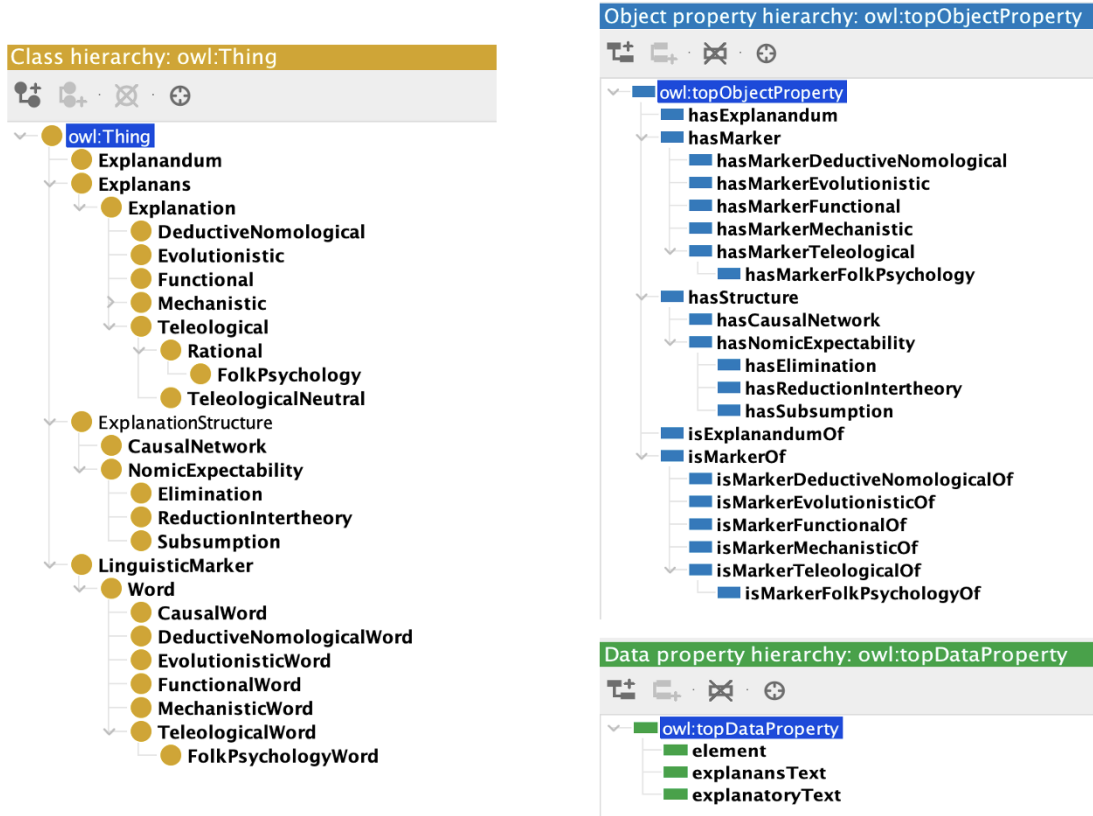 Class hierarchy: owl:Thing
owl:Thing
Explanandum
Explanans
Explanation
DeductiveNomological
Evolutionistic
Functional
Mechanistic
Teleological
Rational
FolkPsychology
TeleologicalNeutral
ExplanationStructure
CausalNetwork
NomicExpectability
Elimination
ReductionIntertheory
Subsumption
LinguisticMarker
Word
CausalWord
DeductiveNomologicalWord
EvolutionisticWord
FunctionalWord
MechanisticWord
TeleologicalWord
FolkPsychologyWord
Object property hierarchy: owl:topObjectProperty
owl:topObjectProperty
hasExplanandum
hasMarker
hasMarkerDeductiveNomological
hasMarkerEvolutionistic
hasMarkerFunctional
hasMarkerMechanistic
hasMarkerTeleological
hasMarkerFolkPsychology
hasStructure
hasCausalNetwork
hasNomicExpectability
hasElimination
hasReductionIntertheory
hasSubsumption
isExplanandumOf
isMarkerOf
isMarkerDeductiveNomologicalOf
isMarkerEvolutionisticOf
isMarkerFunctionalOf
isMarkerMechanisticOf
isMarkerTeleologicalOf
isMarkerFolkPsychologyOf
Data property hierarchy: owl:topDataProperty
owl:topDataProperty
element
explanansText
explanatoryText